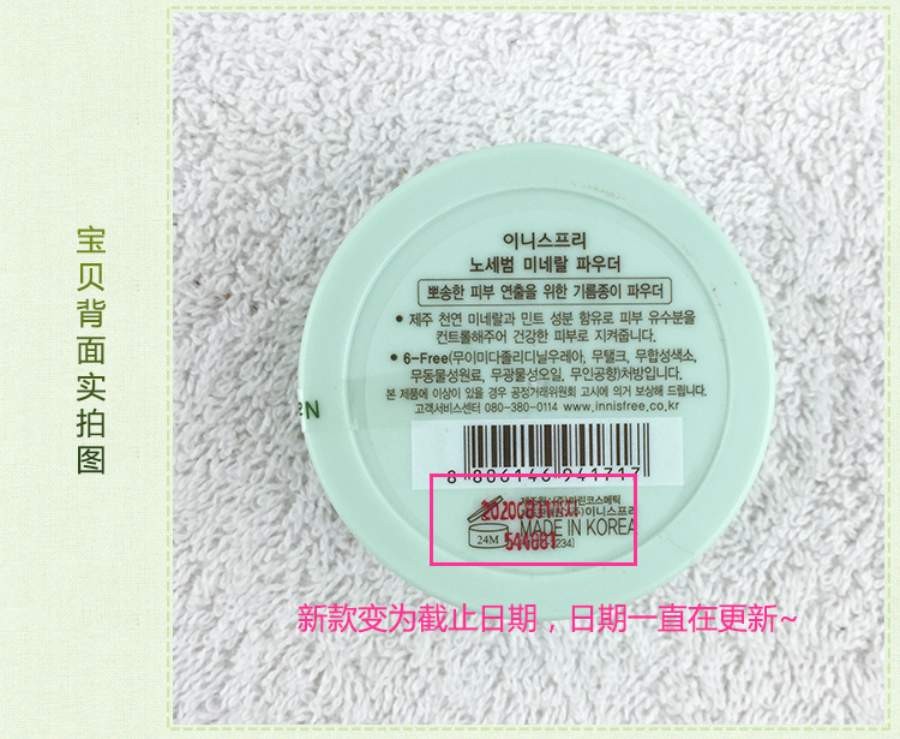 宝贝背面实拍图
이니스프리
노세범 미네랄 파우더
뽀송한 피부 연출을 위한 기름종이 파우더
• 제주 천연 미네랄과 민트 성분 함유로 피부 유수분을
컨트롤해주어 건강한 피부로 지켜줍니다.
• 6-Free(무이미다졸리디닐우레아, 무탤크, 무합성색소,
무동물성원료, 무광물성오일, 무인공향)처방입니다.
본 제품에 이상이 있을 경우 공정거래위원회 고시에 의거 보상해 드립니다.
고객서비스센터 080-380-0114 www.innisfree.co.kr
N
8 806146 941717
이니스프리
MADE IN KOREA
24M
新款变为截止日期，日期一直在更新~